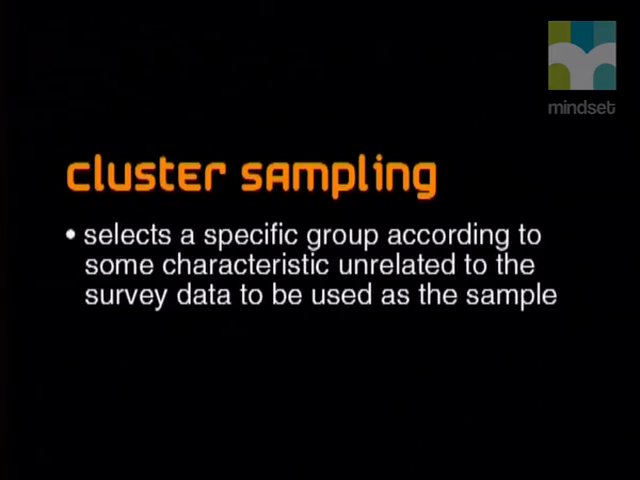 mindset
cluster sampling
• selects a specific group according to
some characteristic unrelated to the
survey data to be used as the sample